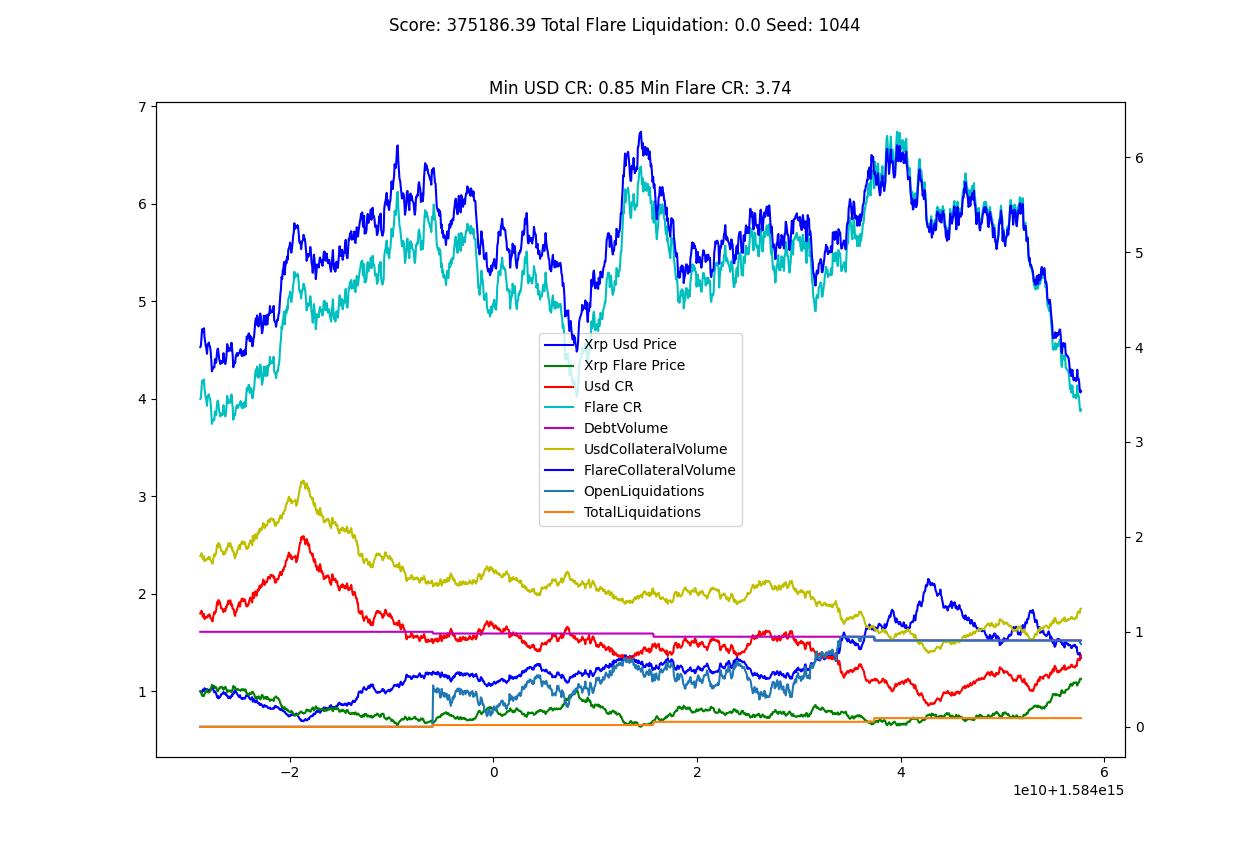 Score: 375186.39 Total Flare Liquidation: 0.0 Seed: 1044
Min USD CR: 0.85 Min Flare CR: 3.74
7
6
5
4
3
2
1
Xrp Usd Price
Xrp Flare Price
Usd CR
Flare CR
DebtVolume
UsdCollateralVolume
FlareCollateralVolume
OpenLiquidations
TotalLiquidations
6
5
4
3
2
1
0
−2 0 2 4 6
1e10+1.584e15